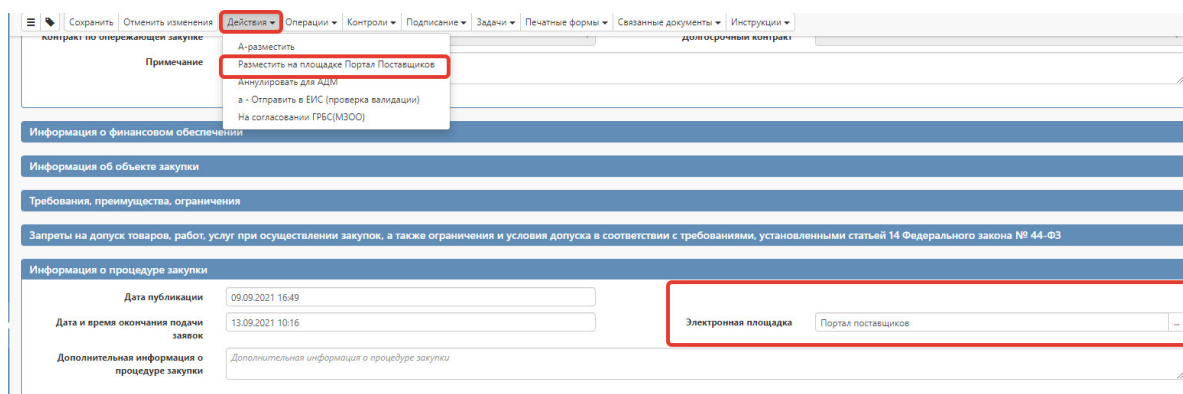 Сохранить Отменить изменения Действия Операции Контроли Подписание Задачи Печатные формы Связанные документы Инструкции
Контракт по опережающей закупке Долгосрочный контракт
А-разместить
Примечание Разместить на площадке Портал Поставщиков
Аннулировать для АДМ
а - Отправить в ЕИС (проверка валидации)
На согласовании ГРБС(МЗОО)
Информация о финансовом обеспечении
Информация об объекте закупки
Требования, преимущества, ограничения
Запреты на допуск товаров, работ, услуг при осуществлении закупок, а также ограничения и условия допуска в соответствии с требованиями, установленными статьей 14 Федерального закона № 44-ФЗ
Информация о процедуре закупки
Дата публикации 09.09.2021 16:49
Дата и время окончания подачи заявок 13.09.2021 10:16 Электронная площадка Портал поставщиков ...
Дополнительная информация о процедуре закупки Дополнительная информация о процедуре закупки